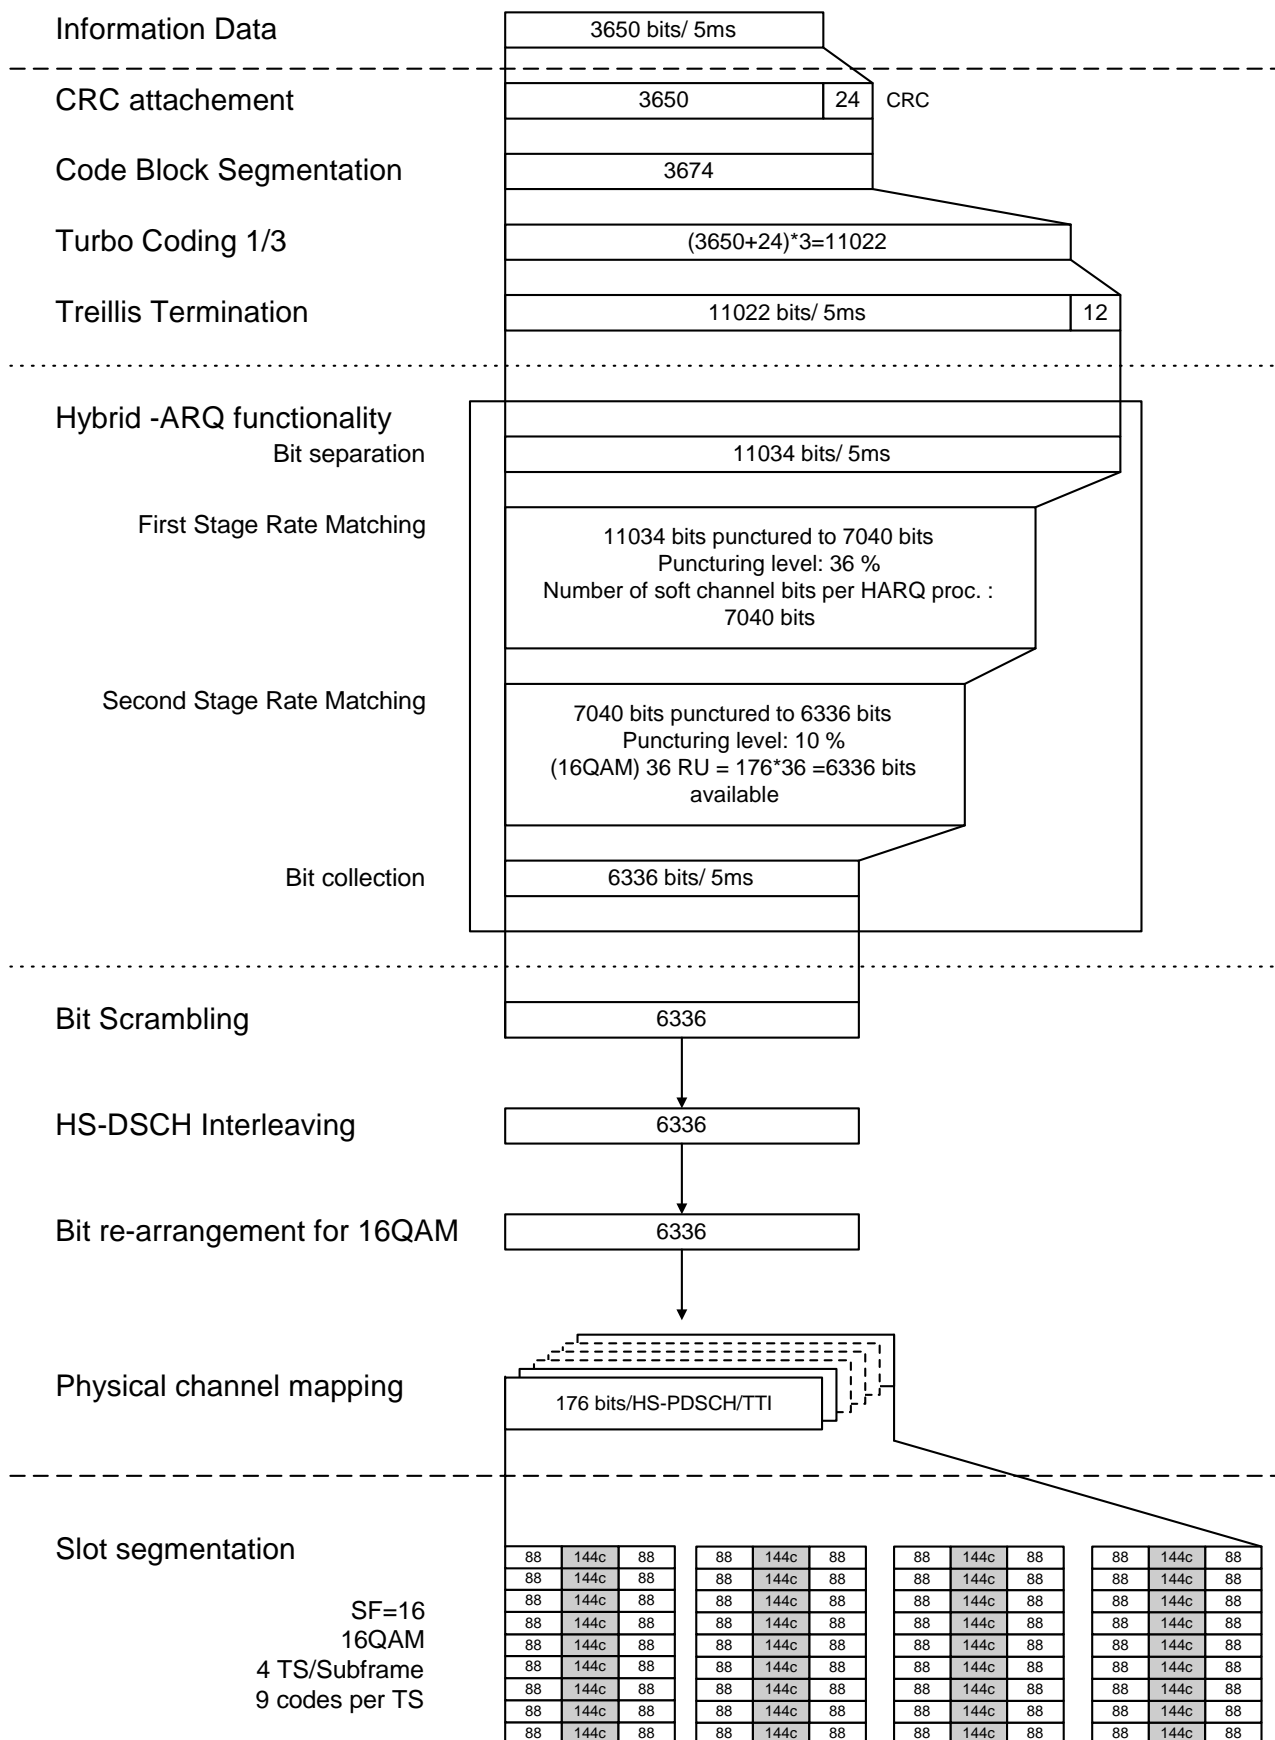 Information Data
3650 bits/ 5ms
CRC attachement
3650 24 CRC
Code Block Segmentation
3674
Turbo Coding 1/3
(3650+24)*3=11022
Treillis Termination
11022 bits/ 5ms 12
Hybrid -ARQ functionality
Bit separation
11034 bits/ 5ms
First Stage Rate Matching
11034 bits punctured to 7040 bits
Puncturing level: 36 %
Number of soft channel bits per HARQ proc. :
7040 bits
Second Stage Rate Matching
7040 bits punctured to 6336 bits
Puncturing level: 10 %
(16QAM) 36 RU = 176*36 =6336 bits
available
Bit collection
6336 bits/ 5ms
Bit Scrambling
6336
HS-DSCH Interleaving
6336
Bit re-arrangement for 16QAM
6336
Physical channel mapping
176 bits/HS-PDSCH/TTI
Slot segmentation
SF=16
16QAM
4 TS/Subframe
9 codes per TS
88 144c 88 88 144c 88 88 144c 88 88 144c 88
88 144c 88 88 144c 88 88 144c 88 88 144c 88
88 144c 88 88 144c 88 88 144c 88 88 144c 88
88 144c 88 88 144c 88 88 144c 88 88 144c 88
88 144c 88 88 144c 88 88 144c 88 88 144c 88
88 144c 88 88 144c 88 88 144c 88 88 144c 88
88 144c 88 88 144c 88 88 144c 88 88 144c 88
88 144c 88 88 144c 88 88 144c 88 88 144c 88
88 144c 88 88 144c 88 88 144c 88 88 144c 88